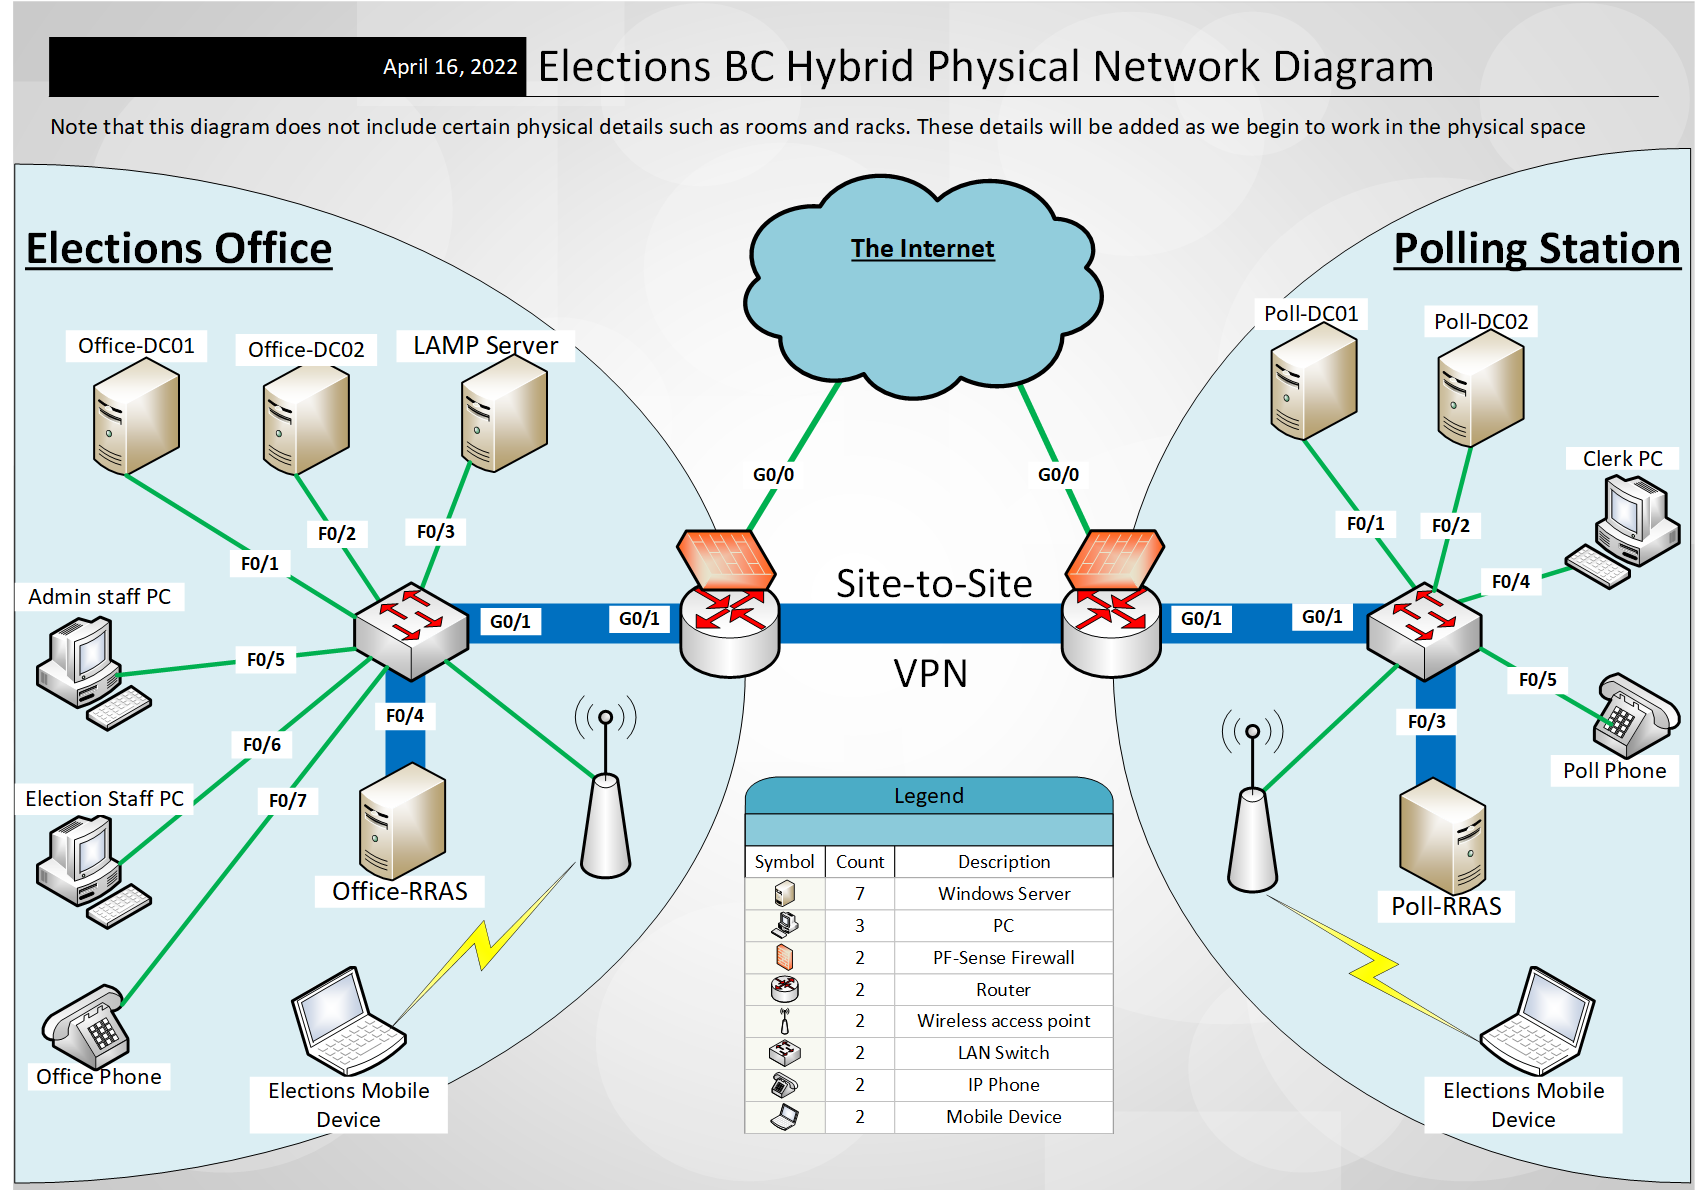 April 16, 2022
Elections BC Hybrid Physical Network Diagram
Note that this diagram does not include certain physical details such as rooms and racks. These details will be added as we begin to work in the physical space
Elections Office
Office-DC01
Office-DC02
LAMP Server
F0/1
F0/2
F0/3
Admin staff PC
F0/5
G0/1
G0/1
F0/4
F0/6
Election Staff PC
F0/7
Office-RRAS
Office Phone
Elections Mobile
Device
The Internet
G0/0
G0/0
Site-to-Site
VPN
Legend
Symbol Count Description
7 Windows Server
3 PC
2 PF-Sense Firewall
2 Router
2 Wireless access point
2 LAN Switch
2 IP Phone
2 Mobile Device
Polling Station
Poll-DC01
Poll-DC02
Clerk PC
F0/1
F0/2
F0/4
G0/1
G0/1
F0/5
F0/3
Poll Phone
Poll-RRAS
Elections Mobile
Device